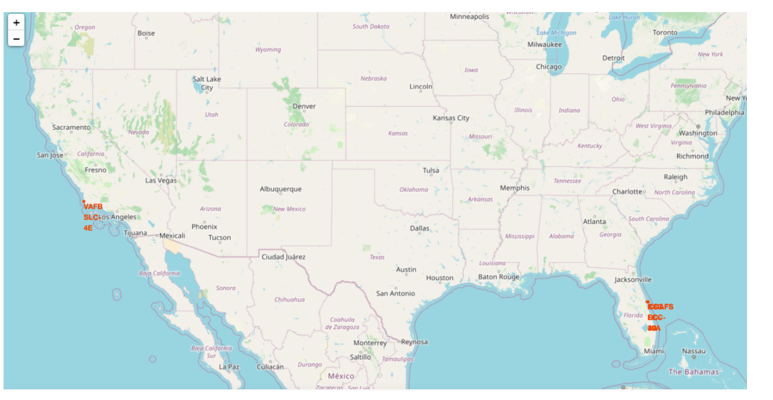 +
−
Minneapolis
Oregon
South Dakota
Lake Huron
Boise
Lake Michigan
Toronto
Milwaukee
Wyoming
New York
Detroit
Chicago
Iowa
Salt Lake
City
Nebraska
Pennsylvania
Lincoln
Ohio
New Y
Denver
Illinois
Indiana
Utah
Philadelphia
Kansas City
Colorado
Sacramento
Nevada
West Virginia
Kansas
Missouri
Washington
Virginia
Kentucky
San Jose
California
Richmond
Fresno
Tulsa
Raleigh
Las Vegas
Tennessee
Albuquerque
Memphis
Oklahoma
Charlotte
North Carolina
Arkansas
VAFB
SLC-
4E
os Angeles
Arizona
New Mexico
South Carolina
Atlanta
Phoenix
Dallas
Tijuana
Mexicali
Tucson
Mississippi
Alabama
Georgia
Ciudad Juárez
Texas
Louisiana
Austin
Baja California
Houston
Baton Rouge
Jacksonville
Sonora
San Antonio
Chihuahua
Florida
Coahuila
de Zaragoza
Monterrey
Reynosa
Baja California
Sur
Miami
Nassau
Saltillo
Tamaulipas
La Paz
Culiacán
Durango
The Bahamas
México
Zacatecas